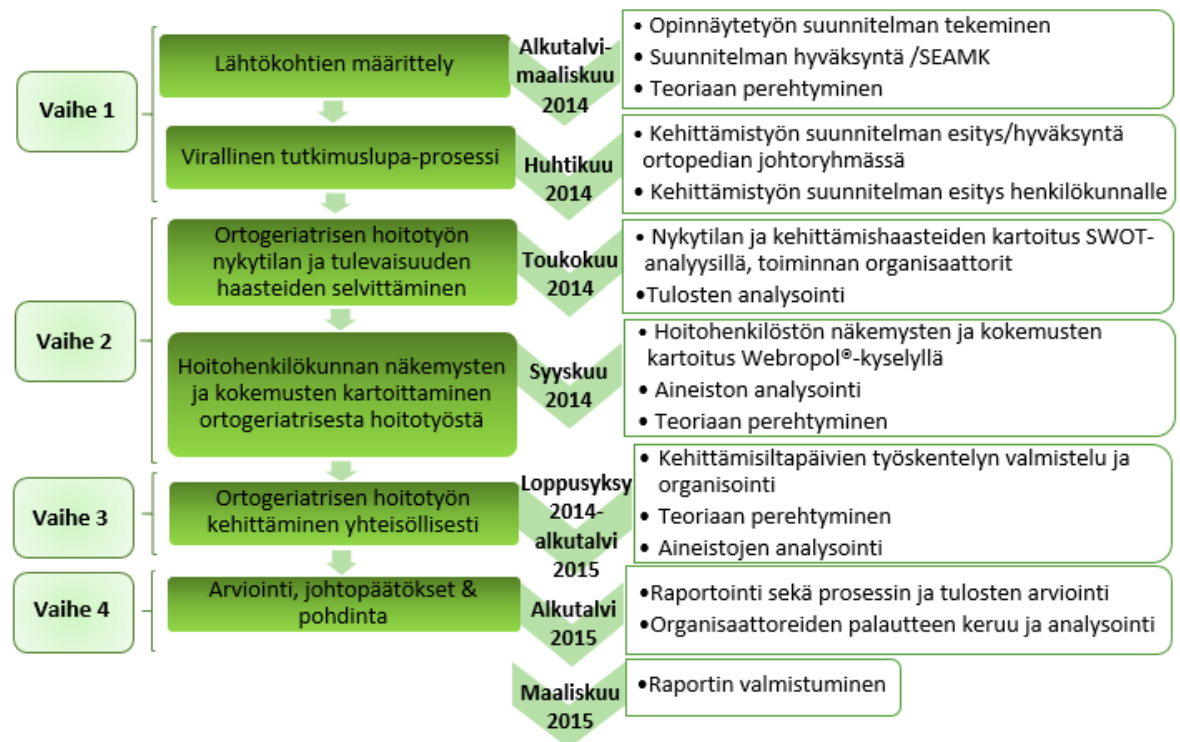 Vaihe 1
Lähtökohtien määrittely
Alkutalvi-
maaliskuu
2014
• Opinnäytetyön suunnitelman tekeminen
• Suunnitelman hyväksyntä /SEAMK
• Teoriaan perehtyminen
Virallinen tutkimuslupa-prosessi
Huhtikuu
2014
• Kehittämistyön suunnitelman esitys/hyväksyntä
ortopedian johtoryhmässä
• Kehittämistyön suunnitelman esitys henkilökunnalle
Vaihe 2
Ortogeriatrisen hoitotyön
nykytilan ja tulevaisuuden
haasteiden selvittäminen
Toukokuu
2014
• Nykytilan ja kehittämishaasteiden kartoitus SWOT-
analyysillä, toiminnan organisaattorit
•Tulosten analysointi
Hoitohenkilökunnan näkemysten
ja kokemusten kartoittaminen
ortogeriatrisesta hoitotyöstä
Syyskuu
2014
• Hoitohenkilöstön näkemysten ja kokemusten
kartoitus Webropol®-kyselyllä
• Aineiston analysointi
• Teoriaan perehtyminen
Vaihe 3
Ortogeriatrisen hoitotyön
kehittäminen yhteisöllisesti
Loppusyksy
2014-
alkutalvi
2015
• Kehittämisiltapäivien työskentelyn valmistelu ja
organisointi
• Teoriaan perehtyminen
• Aineistojen analysointi
Vaihe 4
Arviointi, johtopäätökset &
pohdinta
Alkutalvi
2015
•Raportointi sekä prosessin ja tulosten arviointi
•Organisaattoreiden palautteen keruu ja analysointi
Maaliskuu
2015
•Raportin valmistuminen